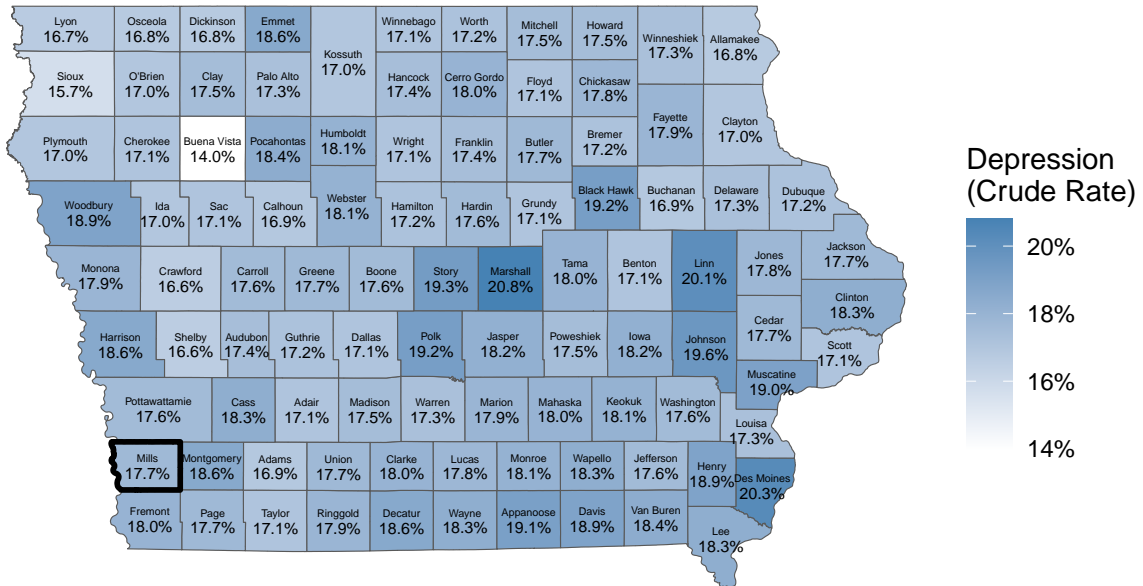 Lyon
16.7%
Osceola
16.8%
Dickinson
16.8%
Emmet
18.6%
Kossuth
17.0%
Winnebago
17.1%
Worth
17.2%
Mitchell
17.5%
Howard
17.5%
Winneshiek
17.3%
Allamakee
16.8%
Sioux
15.7%
O'Brien
17.0%
Clay
17.5%
Palo Alto
17.3%
Hancock
17.4%
Cerro Gordo
18.0%
Floyd
17.1%
Chickasaw
17.8%
Fayette
17.9%
Clayton
17.0%
Plymouth
17.0%
Cherokee
17.1%
Buena Vista
14.0%
Pocahontas
18.4%
Humboldt
18.1%
Wright
17.1%
Franklin
17.4%
Butler
17.7%
Bremer
17.2%
Woodbury
18.9%
Ida
17.0%
Sac
17.1%
Calhoun
16.9%
Webster
18.1%
Hamilton
17.2%
Hardin
17.6%
Grundy
17.1%
Black Hawk
19.2%
Buchanan
16.9%
Delaware
17.3%
Dubuque
17.2%
Monona
17.9%
Crawford
16.6%
Carroll
17.6%
Greene
17.7%
Boone
17.6%
Story
19.3%
Marshall
20.8%
Tama
18.0%
Benton
17.1%
Linn
20.1%
Jones
17.8%
Jackson
17.7%
Clinton
18.3%
Harrison
18.6%
Shelby
16.6%
Audubon
17.4%
Guthrie
17.2%
Dallas
17.1%
Polk
19.2%
Jasper
18.2%
Poweshiek
17.5%
Iowa
18.2%
Johnson
19.6%
Cedar
17.7%
Scott
17.1%
Muscatine
19.0%
Pottawattamie
17.6%
Cass
18.3%
Adair
17.1%
Madison
17.5%
Warren
17.3%
Marion
17.9%
Mahaska
18.0%
Keokuk
18.1%
Washington
17.6%
Louisa
17.3%
Mills
17.7%
Montgomery
18.6%
Adams
16.9%
Union
17.7%
Clarke
18.0%
Lucas
17.8%
Monroe
18.1%
Wapello
18.3%
Jefferson
17.6%
Henry
18.9%
Des Moines
20.3%
Fremont
18.0%
Page
17.7%
Taylor
17.1%
Ringgold
17.9%
Decatur
18.6%
Wayne
18.3%
Appanoose
19.1%
Davis
18.9%
Van Buren
18.4%
Lee
18.3%
Depression
(Crude Rate)
20%
18%
16%
14%